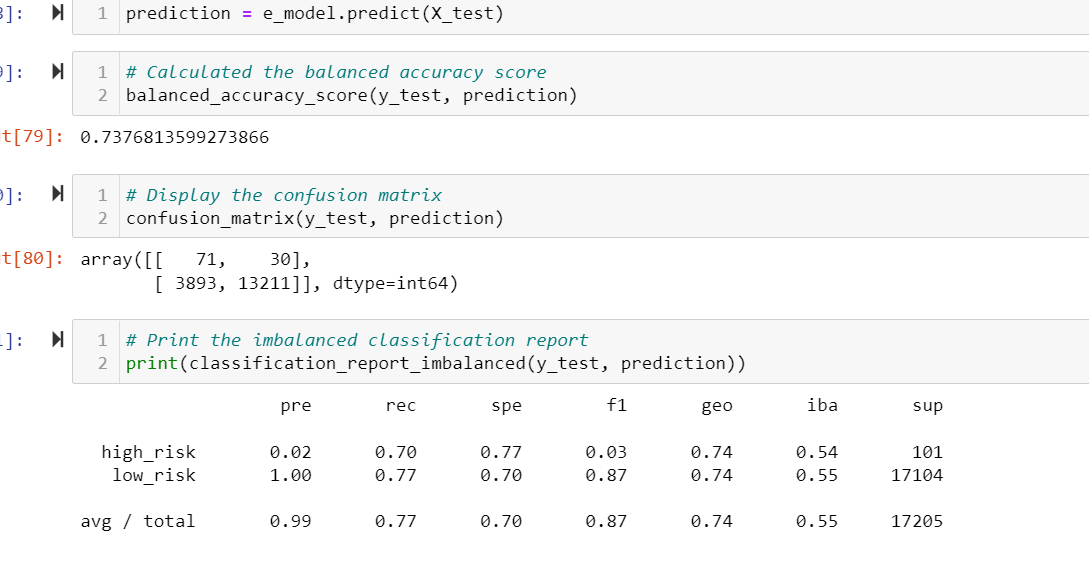 8]: 1 prediction = e_model.predict(X_test)
9]: 1 # Calculated the balanced accuracy score
2 balanced_accuracy_score(y_test, prediction)
t[79]: 0.7376813599273866
0]: 1 # Display the confusion matrix
2 confusion_matrix(y_test, prediction)
t[80]: array([[   71,    30],
       [ 3893, 13211]], dtype=int64)
1]: 1 # Print the imbalanced classification report
2 print(classification_report_imbalanced(y_test, prediction))
pre rec spe f1 geo iba sup
high_risk 0.02 0.70 0.77 0.03 0.74 0.54 101
low_risk 1.00 0.77 0.70 0.87 0.74 0.55 17104
avg / total 0.99 0.77 0.70 0.87 0.74 0.55 17205